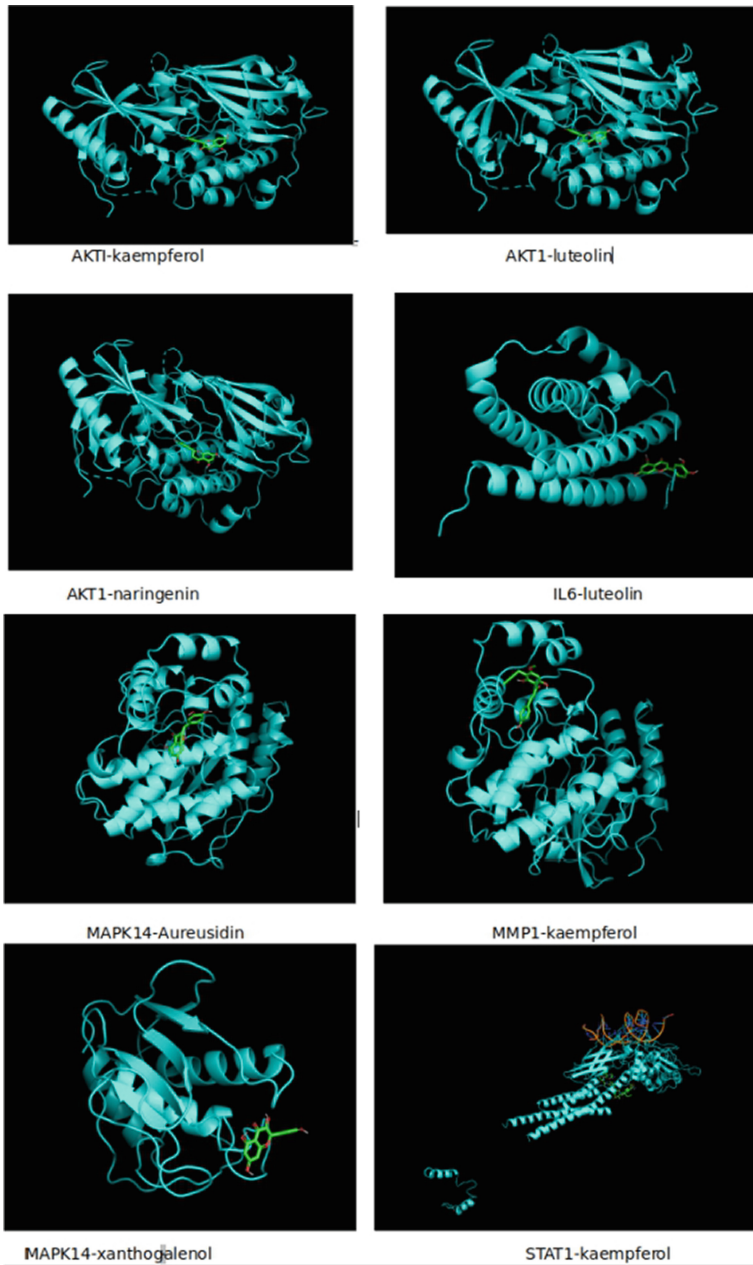 AKTI-kaempferol
AKT1-luteolin
AKT1-naringenin
IL6-luteolin
MAPK14-Aureusidin
MMP1-kaempferol
MAPK14-xanthogalenol
STAT1-kaempferol